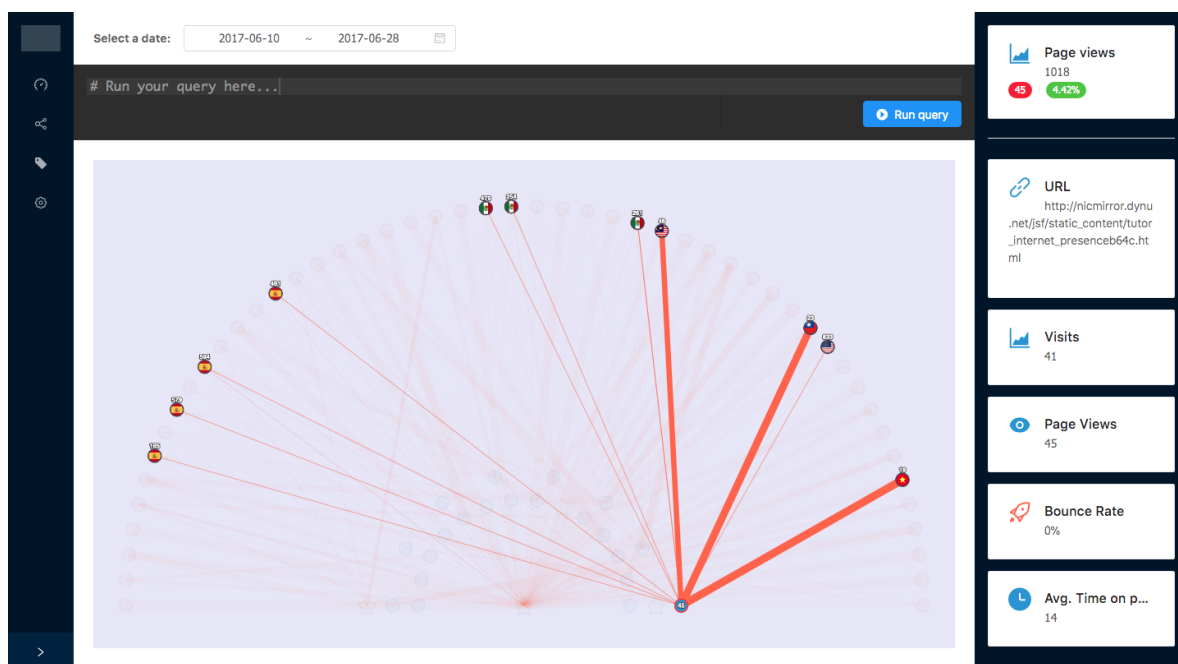 Select a date: 2017-06-10 ~ 2017-06-28
# Run your query here...
Run query
45
Page views
1018
45 4.42%
URL
http://nicmirror.dynu
.net/jsf/static_content/tutor
_internet_presenceb64c.ht
ml
Visits
41
Page Views
45
Bounce Rate
0%
Avg. Time on p...
14